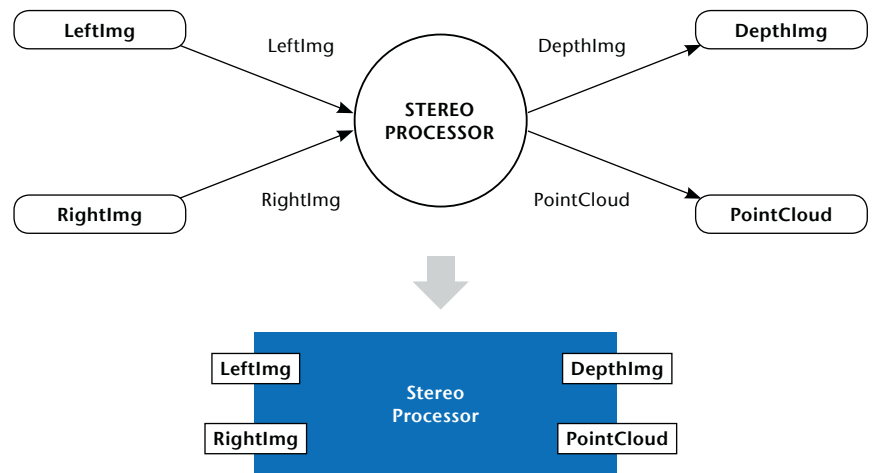 LeftImg
LeftImg
DepthImg
DepthImg
STEREO
PROCESSOR
RightImg
RightImg
PointCloud
PointCloud
LeftImg
DepthImg
Stereo
Processor
RightImg
PointCloud